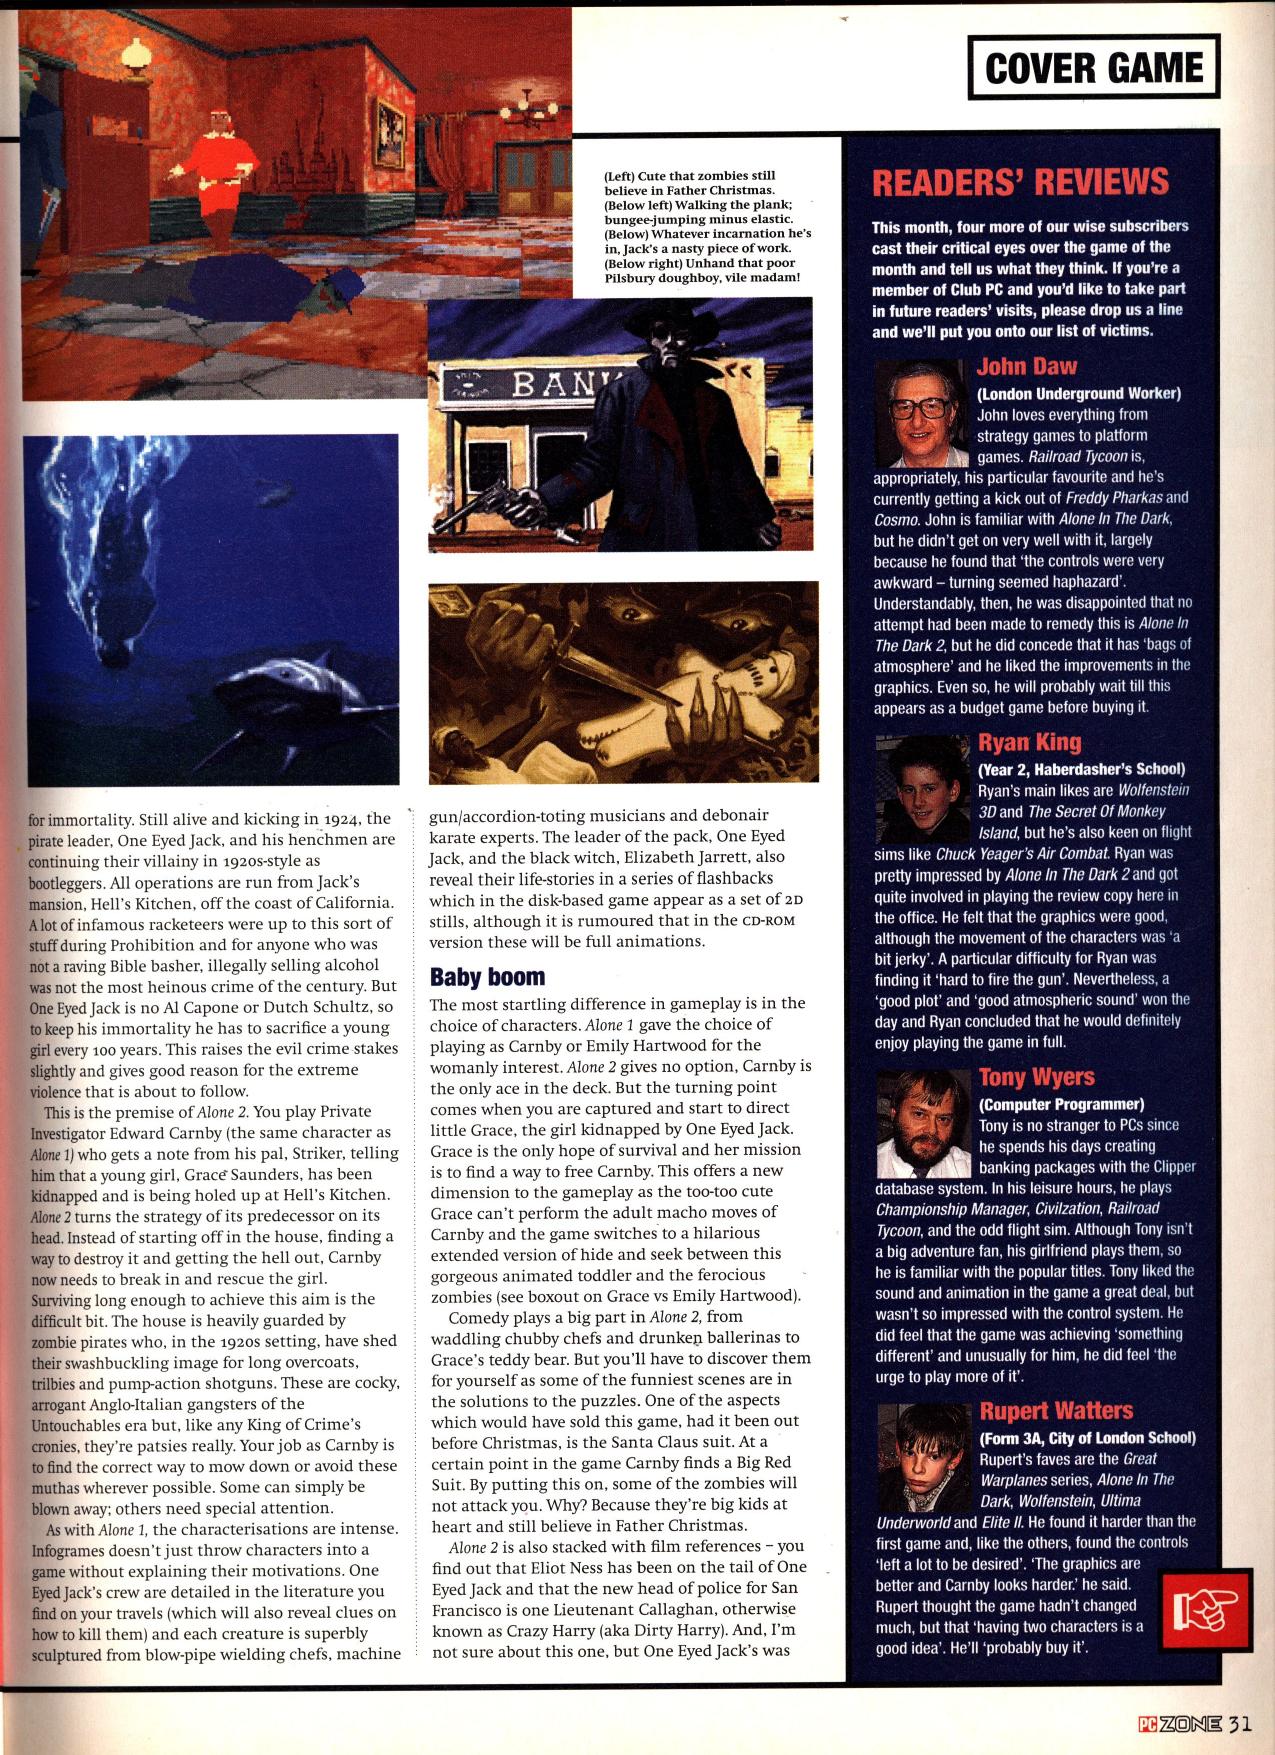 COVER GAME
(Left) Cute that zombies still
believe in Father Christmas.
(Below left) Walking the plank;
bungee-jumping minus elastic.
(Below) Whatever incarnation he's
in, Jack's a nasty piece of work.
(Below right) Unhand that poor
Pilsbury doughboy, vile madam!
BANK
for immortality. Still alive and kicking in 1924, the
pirate leader, One Eyed Jack, and his henchmen are
continuing their villainy in 1920s-style as
bootleggers. All operations are run from Jack's
mansion, Hell's Kitchen, off the coast of California.
A lot of infamous racketeers were up to this sort of
stuff during Prohibition and for anyone who was
not a raving Bible basher, illegally selling alcohol
was not the most heinous crime of the century. But
One Eyed Jack is no Al Capone or Dutch Schultz, so
to keep his immortality he has to sacrifice a young
girl every 100 years. This raises the evil crime stakes
slightly and gives good reason for the extreme
violence that is about to follow.
This is the premise of Alone 2. You play Private
Investigator Edward Carnby (the same character as
Alone 1) who gets a note from his pal, Striker, telling
him that a young girl, Grace Saunders, has been
kidnapped and is being holed up at Hell's Kitchen.
Alone 2 turns the strategy of its predecessor on its
head. Instead of starting off in the house, finding a
way to destroy it and getting the hell out, Carnby
now needs to break in and rescue the girl.
Surviving long enough to achieve this aim is the
difficult bit. The house is heavily guarded by
zombie pirates who, in the 1920s setting, have shed
their swashbuckling image for long overcoats,
trilbies and pump-action shotguns. These are cocky,
arrogant Anglo-Italian gangsters of the
Untouchables era but, like any King of Crime's
cronies, they're patsies really. Your job as Carnby is
to find the correct way to mow down or avoid these
muthas wherever possible. Some can simply be
blown away; others need special attention.
As with Alone 1, the characterisations are intense.
Infogrames doesn't just throw characters into a
game without explaining their motivations. One
Eyed Jack's crew are detailed in the literature you
find on your travels (which will also reveal clues on
how to kill them) and each creature is superbly
sculptured from blow-pipe wielding chefs, machine
gun/accordion-toting musicians and debonair
karate experts. The leader of the pack, One Eyed
Jack, and the black witch, Elizabeth Jarrett, also
reveal their life-stories in a series of flashbacks
which in the disk-based game appear as a set of 2D
stills, although it is rumoured that in the CD-ROM
version these will be full animations.
Baby boom
The most startling difference in gameplay is in the
choice of characters. Alone 1 gave the choice of
playing as Carnby or Emily Hartwood for the
womanly interest. Alone 2 gives no option, Carnby is
the only ace in the deck. But the turning point
comes when you are captured and start to direct
little Grace, the girl kidnapped by One Eyed Jack.
Grace is the only hope of survival and her mission
is to find a way to free Carnby. This offers a new
dimension to the gameplay as the too-too cute
Grace can't perform the adult macho moves of
Carnby and the game switches to a hilarious
extended version of hide and seek between this
gorgeous animated toddler and the ferocious
zombies (see boxout on Grace vs Emily Hartwood).
Comedy plays a big part in Alone 2, from
waddling chubby chefs and drunken ballerinas to
Grace's teddy bear. But you'll have to discover them
for yourself as some of the funniest scenes are in
the solutions to the puzzles. One of the aspects
which would have sold this game, had it been out
before Christmas, is the Santa Claus suit. At a
certain point in the game Carnby finds a Big Red
Suit. By putting this on, some of the zombies will
not attack you. Why? Because they're big kids at
heart and still believe in Father Christmas.
Alone 2 is also stacked with film references – you
find out that Eliot Ness has been on the tail of One
Eyed Jack and that the new head of police for San
Francisco is one Lieutenant Callaghan, otherwise
known as Crazy Harry (aka Dirty Harry). And, I'm
not sure about this one, but One Eyed Jack's was
READERS' REVIEWS
This month, four more of our wise subscribers
cast their critical eyes over the game of the
month and tell us what they think. If you're a
member of Club PC and you'd like to take part
in future readers' visits, please drop us a line
and we'll put you onto our list of victims.
John Daw
(London Underground Worker)
John loves everything from
strategy games to platform
games. Railroad Tycoon is,
appropriately, his particular favourite and he's
currently getting a kick out of Freddy Pharkas and
Cosmo. John is familiar with Alone In The Dark,
but he didn't get on very well with it, largely
because he found that 'the controls were very
awkward – turning seemed haphazard'.
Understandably, then, he was disappointed that no
attempt had been made to remedy this is Alone In
The Dark 2, but he did concede that it has 'bags of
atmosphere' and he liked the improvements in the
graphics. Even so, he will probably wait till this
appears as a budget game before buying it.
Ryan King
(Year 2, Haberdasher's School)
Ryan's main likes are Wolfenstein
3D and The Secret Of Monkey
Island, but he's also keen on flight
sims like Chuck Yeager's Air Combat. Ryan was
pretty impressed by Alone In The Dark 2 and got
quite involved in playing the review copy here in
the office. He felt that the graphics were good,
although the movement of the characters was 'a
bit jerky'. A particular difficulty for Ryan was
finding it 'hard to fire the gun'. Nevertheless, a
'good plot' and 'good atmospheric sound' won the
day and Ryan concluded that he would definitely
enjoy playing the game in full.
Tony Wyers
(Computer Programmer)
Tony is no stranger to PCs since
he spends his days creating
banking packages with the Clipper
database system. In his leisure hours, he plays
Championship Manager, Civilzation, Railroad
Tycoon, and the odd flight sim. Although Tony isn't
a big adventure fan, his girlfriend plays them, so
he is familiar with the popular titles. Tony liked the
sound and animation in the game a great deal, but
wasn't so impressed with the control system. He
did feel that the game was achieving 'something
different' and unusually for him, he did feel 'the
urge to play more of it'.
Rupert Watters
(Form 3A, City of London School)
Rupert's faves are the Great
Warplanes series, Alone In The
Dark, Wolfenstein, Ultima
Underworld and Elite II. He found it harder than the
first game and, like the others, found the controls
'left a lot to be desired'. 'The graphics are
better and Carnby looks harder.' he said.
Rupert thought the game hadn't changed
much, but that 'having two characters is a
good idea'. He'll 'probably buy it'.
PC ZONE 31